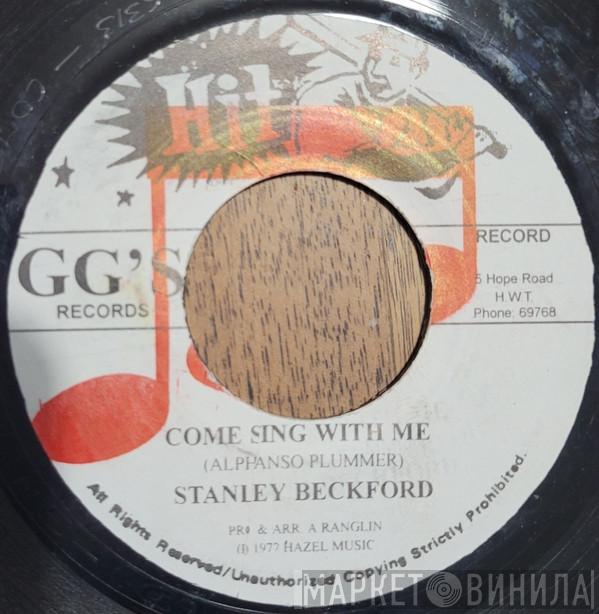 Hit
GG'S
RECORDS
RECORD
5 Hope Road
H.W.T.
Phone: 69768
COME SING WITH ME
(ALPHANSO PLUMMER)
STANLEY BECKFORD
& ARR. A RANGLIN
1977 HAZEL MUSIC
All Rights Reserved/Unauthorized Copying Strictly Prohibited.
МАРКЕТ ВИНИЛА